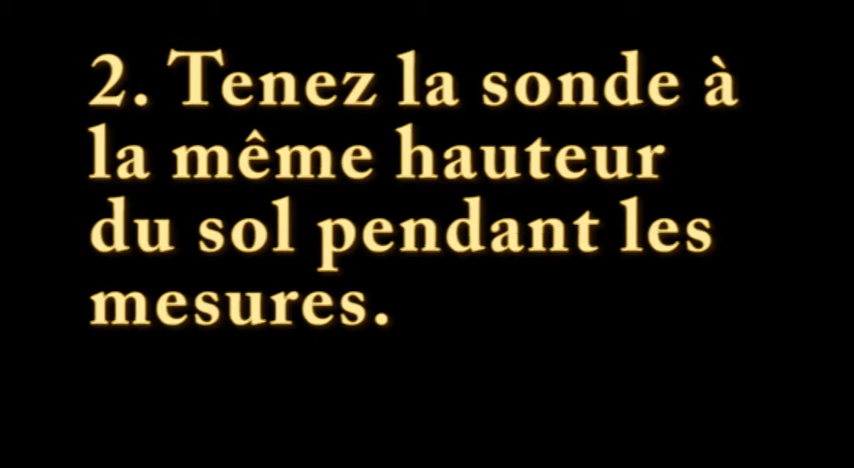 2. Tenez la sonde à
la même hauteur
du sol pendant les
mesures.